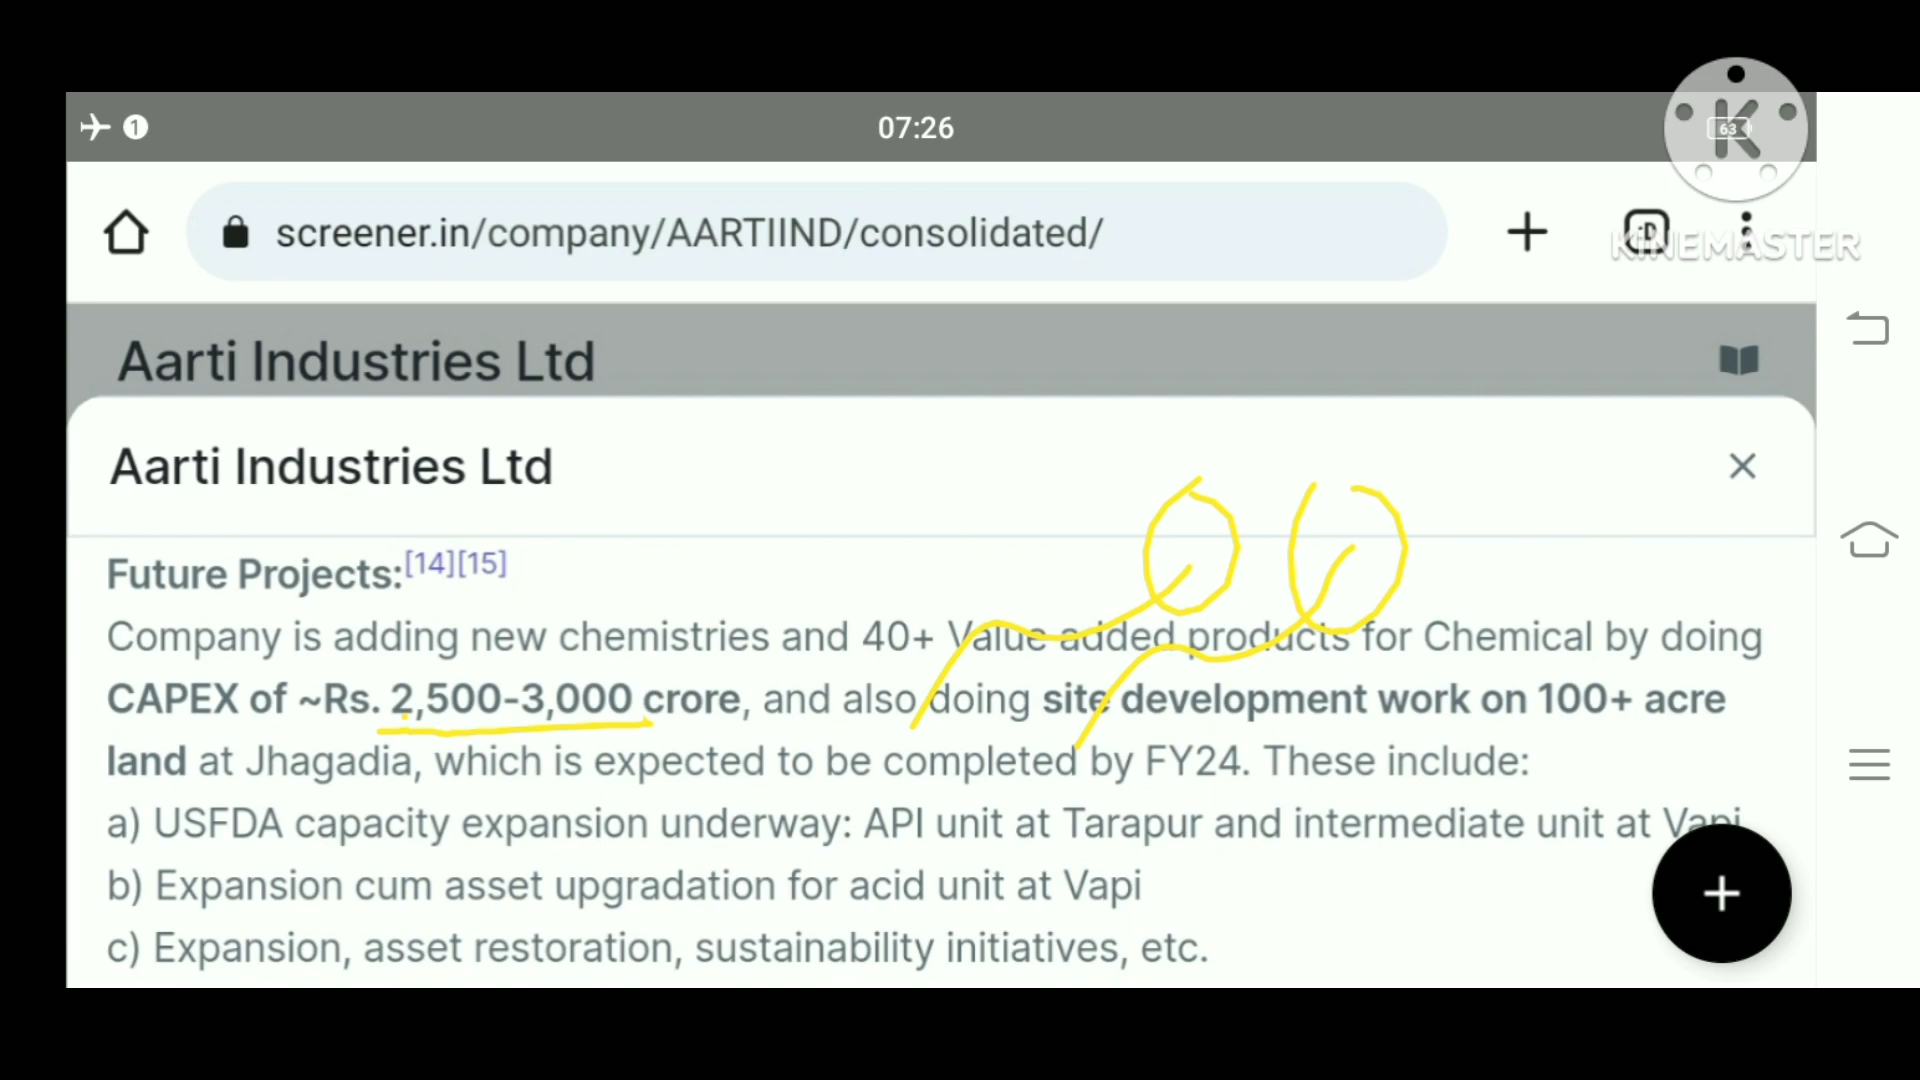 1
07:26
63
K
screener.in/company/AARTIIND/consolidated/
:D
KINEMASTER
Aarti Industries Ltd
Aarti Industries Ltd
Future Projects:[14][15]
Company is adding new chemistries and 40+ Value added products for Chemical by doing
CAPEX of ~Rs. 2,500-3,000 crore, and also doing site development work on 100+ acre
land at Jhagadia, which is expected to be completed by FY24. These include:
a) USFDA capacity expansion underway: API unit at Tarapur and intermediate unit at Vapi
b) Expansion cum asset upgradation for acid unit at Vapi
c) Expansion, asset restoration, sustainability initiatives, etc.